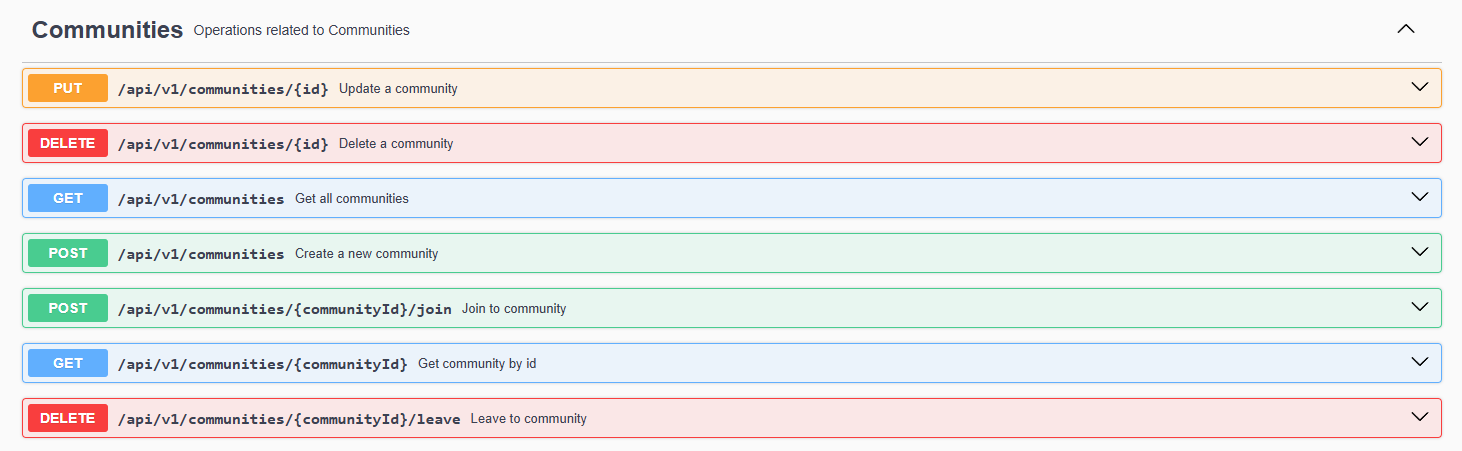 Communities Operations related to Communities
PUT /api/v1/communities/{id} Update a community
DELETE /api/v1/communities/{id} Delete a community
GET /api/v1/communities Get all communities
POST /api/v1/communities Create a new community
POST /api/v1/communities/{communityId}/join Join to community
GET /api/v1/communities/{communityId} Get community by id
DELETE /api/v1/communities/{communityId}/leave Leave to community